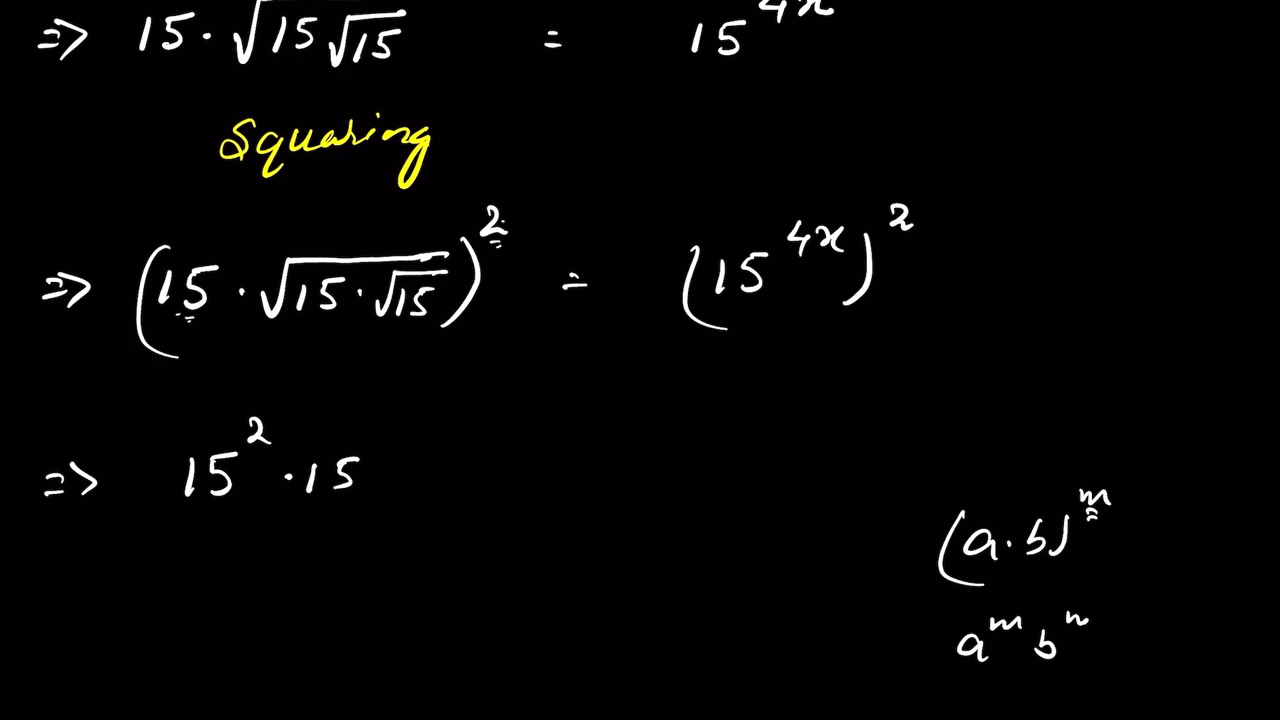 => 15·√15√15 = 15^4x
Squaring
=> (15·√15·√15)^2 = (15^4x)^2
=> 15^2·15
(a·b)^m
a^m b^n